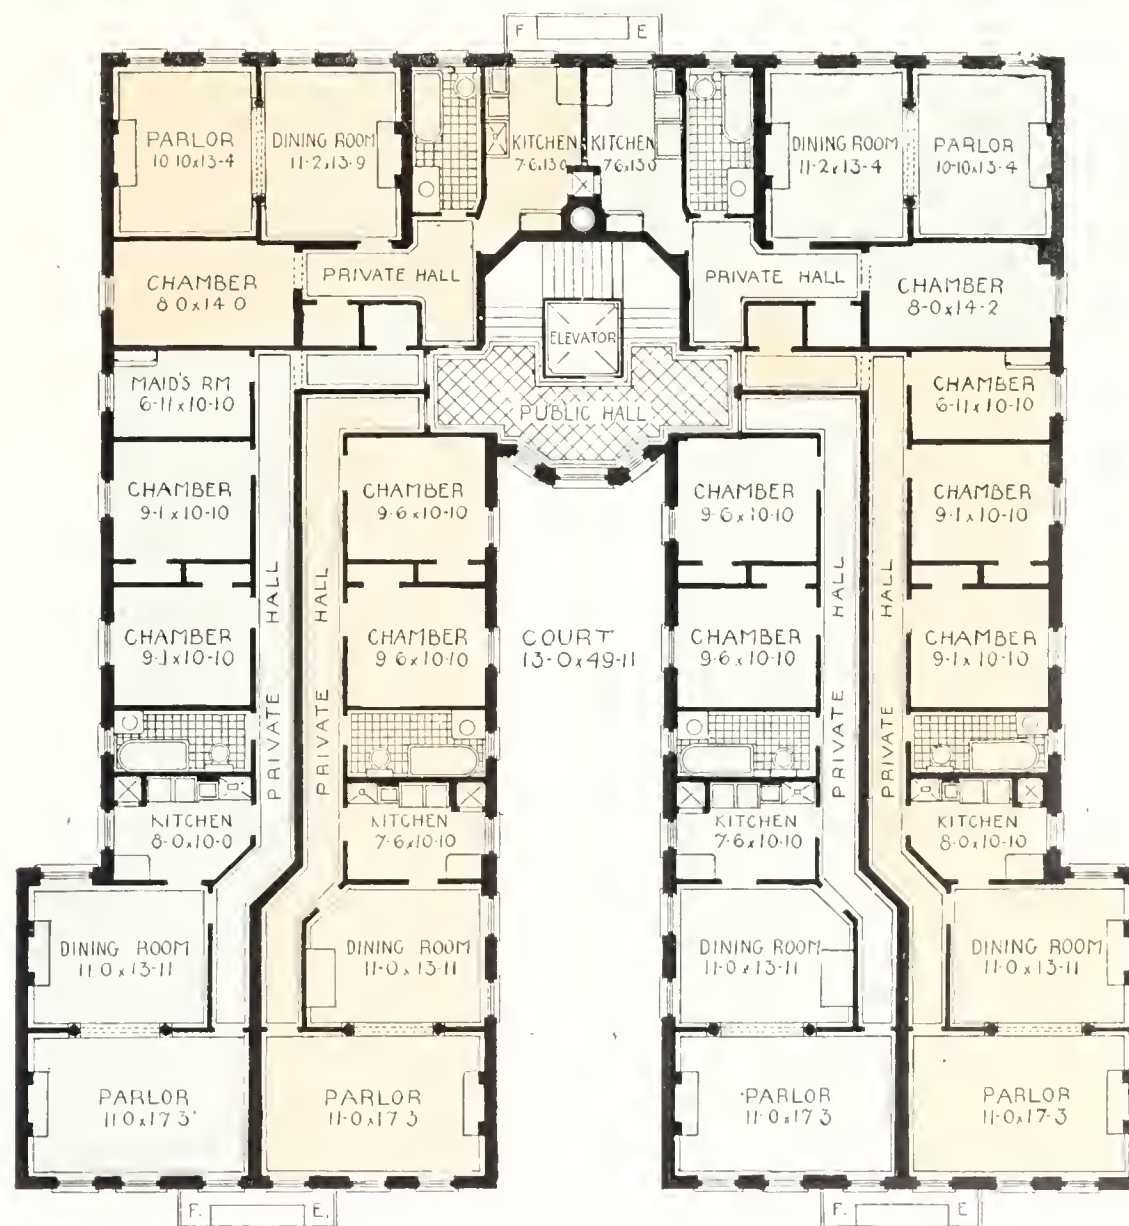 F E
PARLOR
10-10x13-4
DINING ROOM
11-2x13-9
KITCHEN
7-6x13 0
KITCHEN
7 6x13 0
DINING ROOM
11-2x13-4
PARLOR
10-10x13-4
CHAMBER
8 0x14 0
PRIVATE HALL
ELEVATOR
PRIVATE HALL
CHAMBER
8-0x14-2
MAID'S RM
6-11x10-10
PUBLIC HALL
CHAMBER
6-11x10-10
CHAMBER
9-1x10-10
CHAMBER
9-6x10-10
CHAMBER
9-6x10-10
CHAMBER
9-1x10-10
CHAMBER
9-1x10-10
CHAMBER
9 6x10-10
COURT
13-0x49-11
CHAMBER
9-6x10-10
CHAMBER
9-1x10-10
PRIVATE HALL
PRIVATE HALL
PRIVATE HALL
PRIVATE HALL
KITCHEN
8-0x10-0
KITCHEN
7-6x10-10
KITCHEN
7-6x10-10
KITCHEN
8-0x10-10
DINING ROOM
11-0x13-11
DINING ROOM
11-0x13-11
DINING ROOM
11-0x13-11
DINING ROOM
11-0x13-11
PARLOR
11 0x17 3
PARLOR
11-0x17 3
PARLOR
11-0x17 3
PARLOR
11-0x17-3
F. E.
F. E